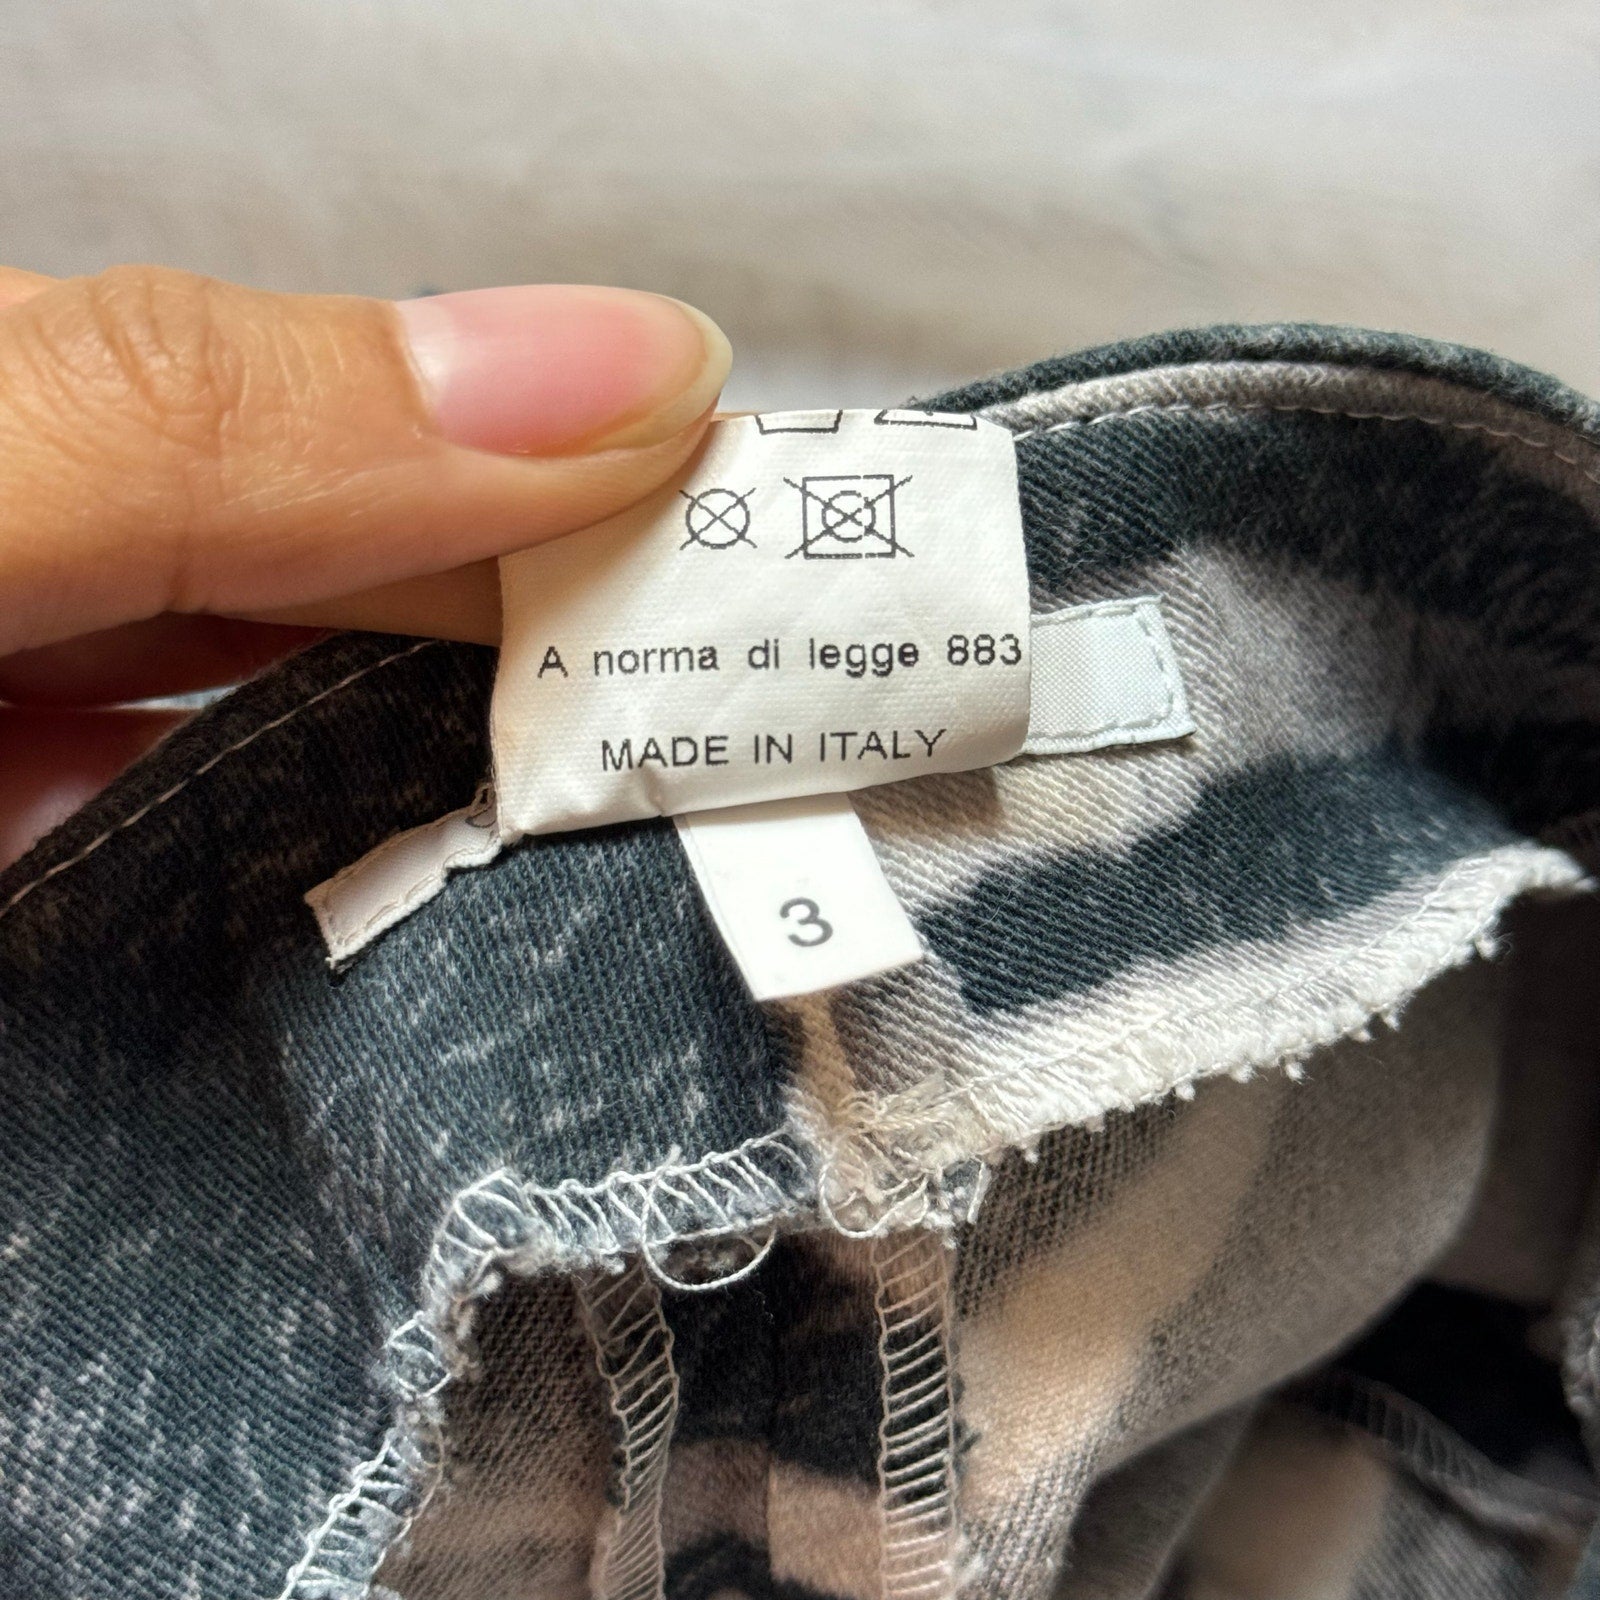 A norma di legge 883
MADE IN ITALY
3